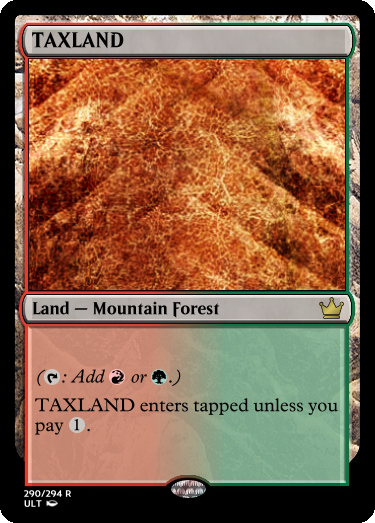 TAXLAND
Land — Mountain Forest
(T: Add R or G.)
TAXLAND enters tapped unless you
pay 1.
290/294 R
ULT